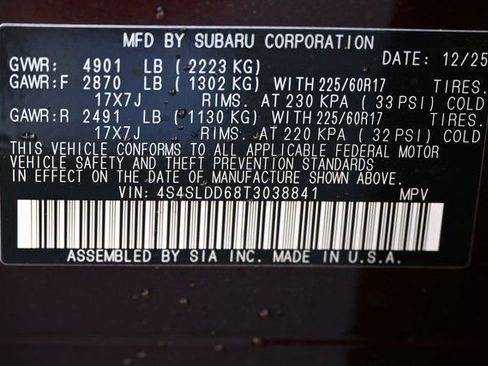 MFD BY SUBARU CORPORATION
GVWR: 4901 LB (2223 KG) DATE: 12/25
GAWR:F 2870 LB (1302 KG) WITH 225/60R17 TIRES.
17X7J RIMS. AT 230 KPA (33 PSI) COLD
GAWR:R 2491 LB (1130 KG) WITH 225/60R17 TIRES.
17X7J RIMS. AT 220 KPA (32 PSI) COLD
THIS VEHICLE CONFORMS TO ALL APPLICABLE FEDERAL MOTOR
VEHICLE SAFETY AND THEFT PREVENTION STANDARDS
IN EFFECT ON THE DATE OF MANUFACTURE SHOWN ABOVE.
VIN: 4S4SLDD68T3038841 MPV
ASSEMBLED BY SIA INC. MADE IN U.S.A.